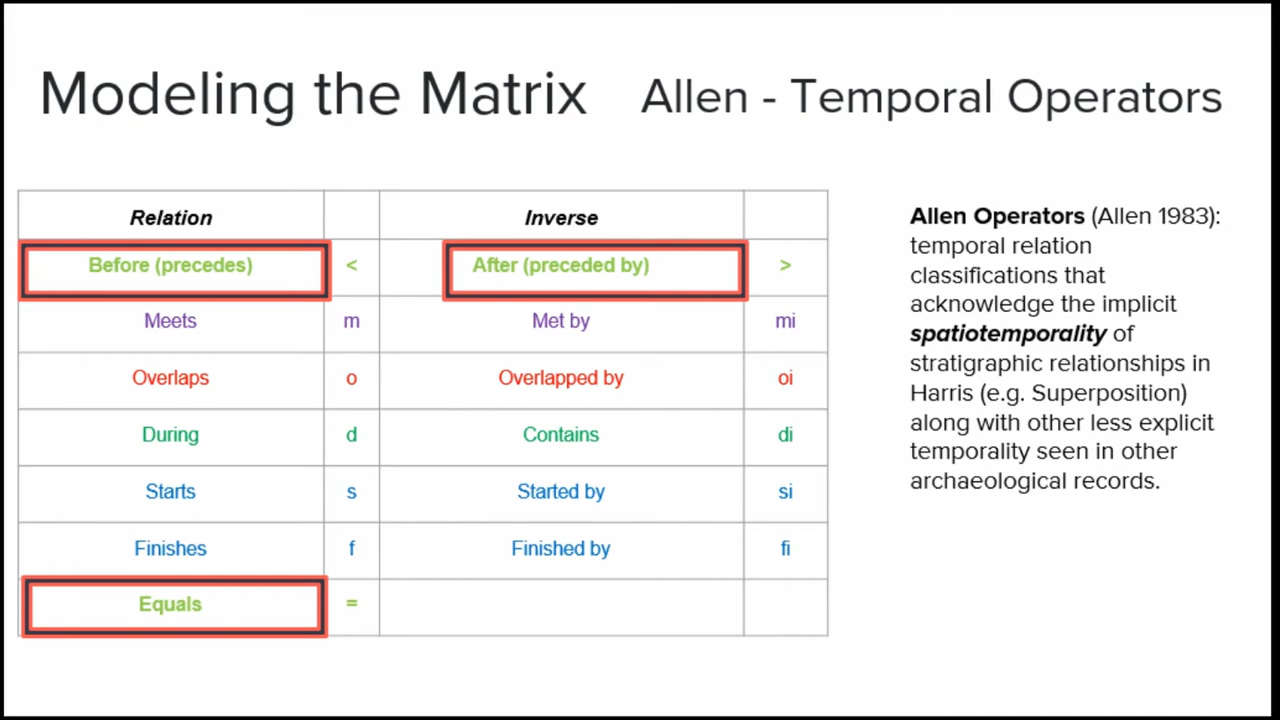 Modeling the Matrix Allen - Temporal Operators
Relation Inverse
Before (precedes) < After (preceded by) >
Meets m Met by mi
Overlaps o Overlapped by oi
During d Contains di
Starts s Started by si
Finishes f Finished by fi
Equals =
Allen Operators (Allen 1983):
temporal relation
classifications that
acknowledge the implicit
spatiotemporality of
stratigraphic relationships in
Harris (e.g. Superposition)
along with other less explicit
temporality seen in other
archaeological records.